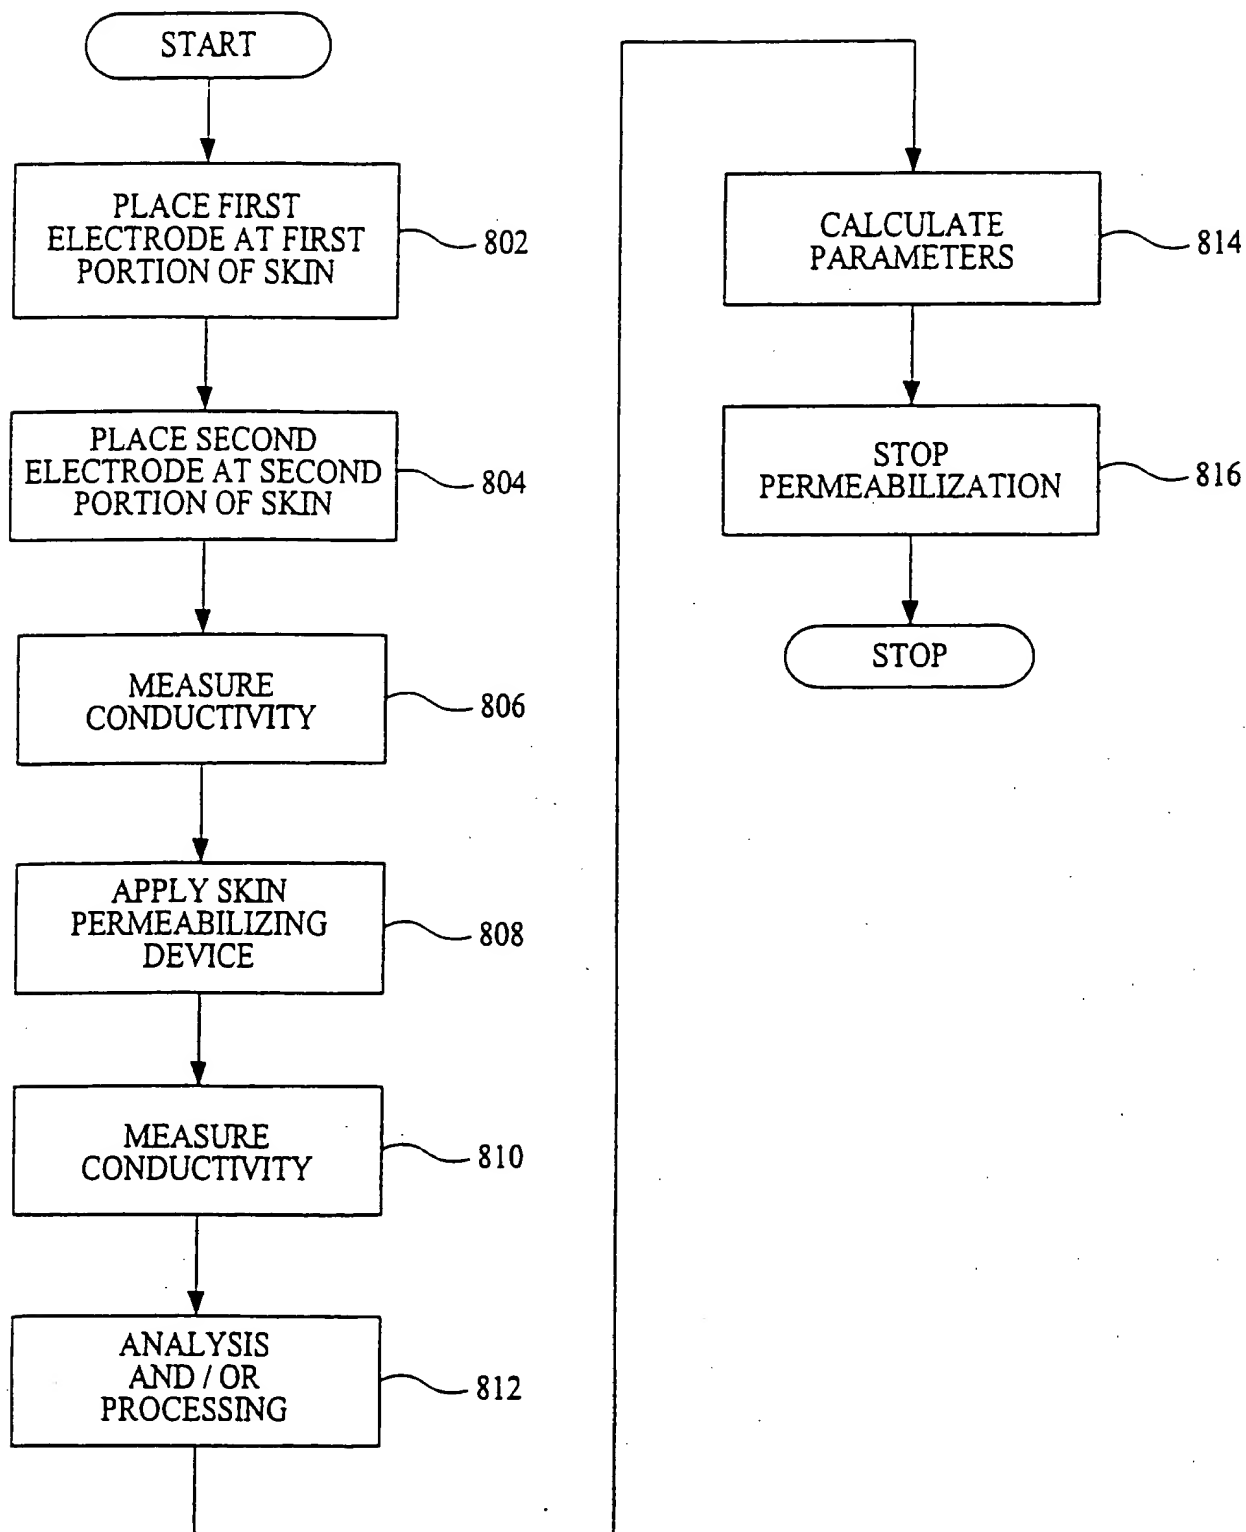 START
PLACE FIRST
ELECTRODE AT FIRST
PORTION OF SKIN
802
PLACE SECOND
ELECTRODE AT SECOND
PORTION OF SKIN
804
MEASURE
CONDUCTIVITY
806
APPLY SKIN
PERMEABILIZING
DEVICE
808
MEASURE
CONDUCTIVITY
810
ANALYSIS
AND / OR
PROCESSING
812
CALCULATE
PARAMETERS
814
STOP
PERMEABILIZATION
816
STOP